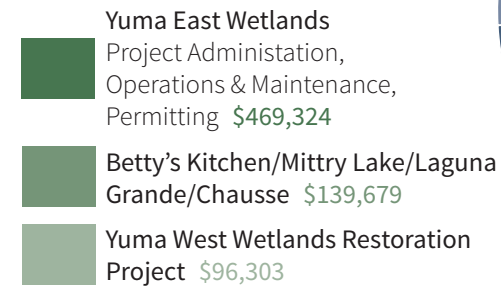 Yuma East Wetlands
Project Administation,
Operations & Maintenance,
Permitting $469,324
Betty’s Kitchen/Mittry Lake/Laguna
Grande/Chausse $139,679
Yuma West Wetlands Restoration
Project $96,303